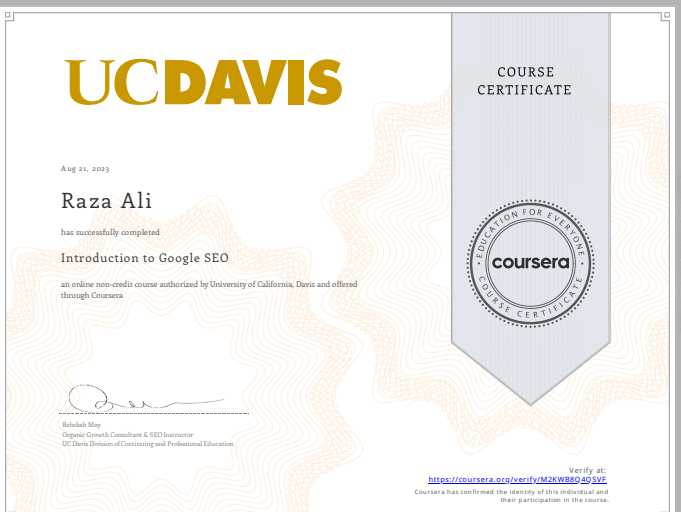 UCDAVIS
COURSE
CERTIFICATE
Aug 21, 2023
Raza Ali
has successfully completed
Introduction to Google SEO
an online non-credit course authorized by University of California, Davis and offered
through Coursera
EDUCATION FOR EVERYONE
coursera
COURSE CERTIFICATE
Rebekah May
Organic Growth Consultant & SEO Instructor
UC Davis Division of Continuing and Professional Education
Verify at:
https://coursera.org/verify/M2KWB8Q4QSVF
Coursera has confirmed the identity of this individual and
their participation in the course.